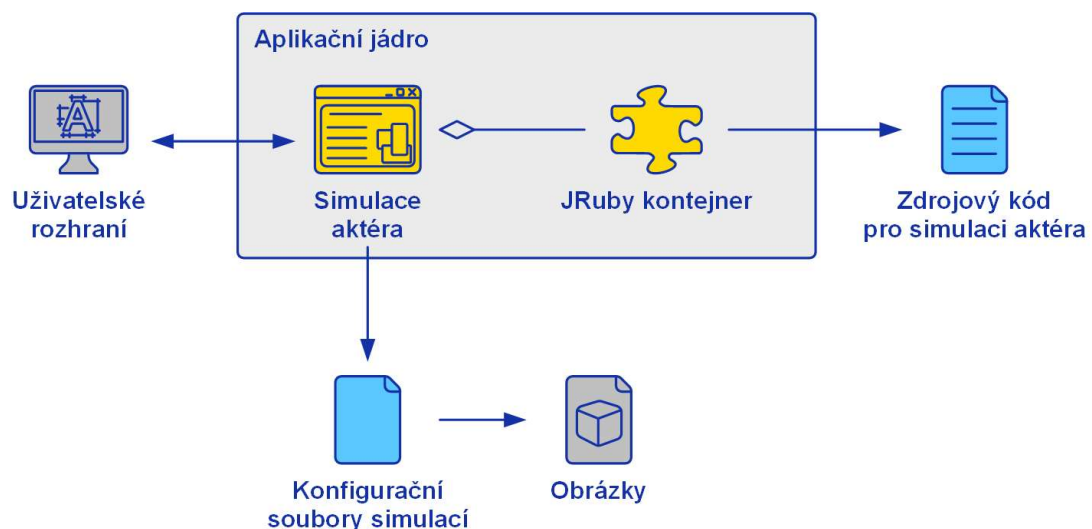 Aplikační jádro
Uživatelské
rozhraní
Simulace
aktéra
JRuby kontejner
Zdrojový kód
pro simulaci aktéra
Konfigurační
soubory simulací
Obrázky